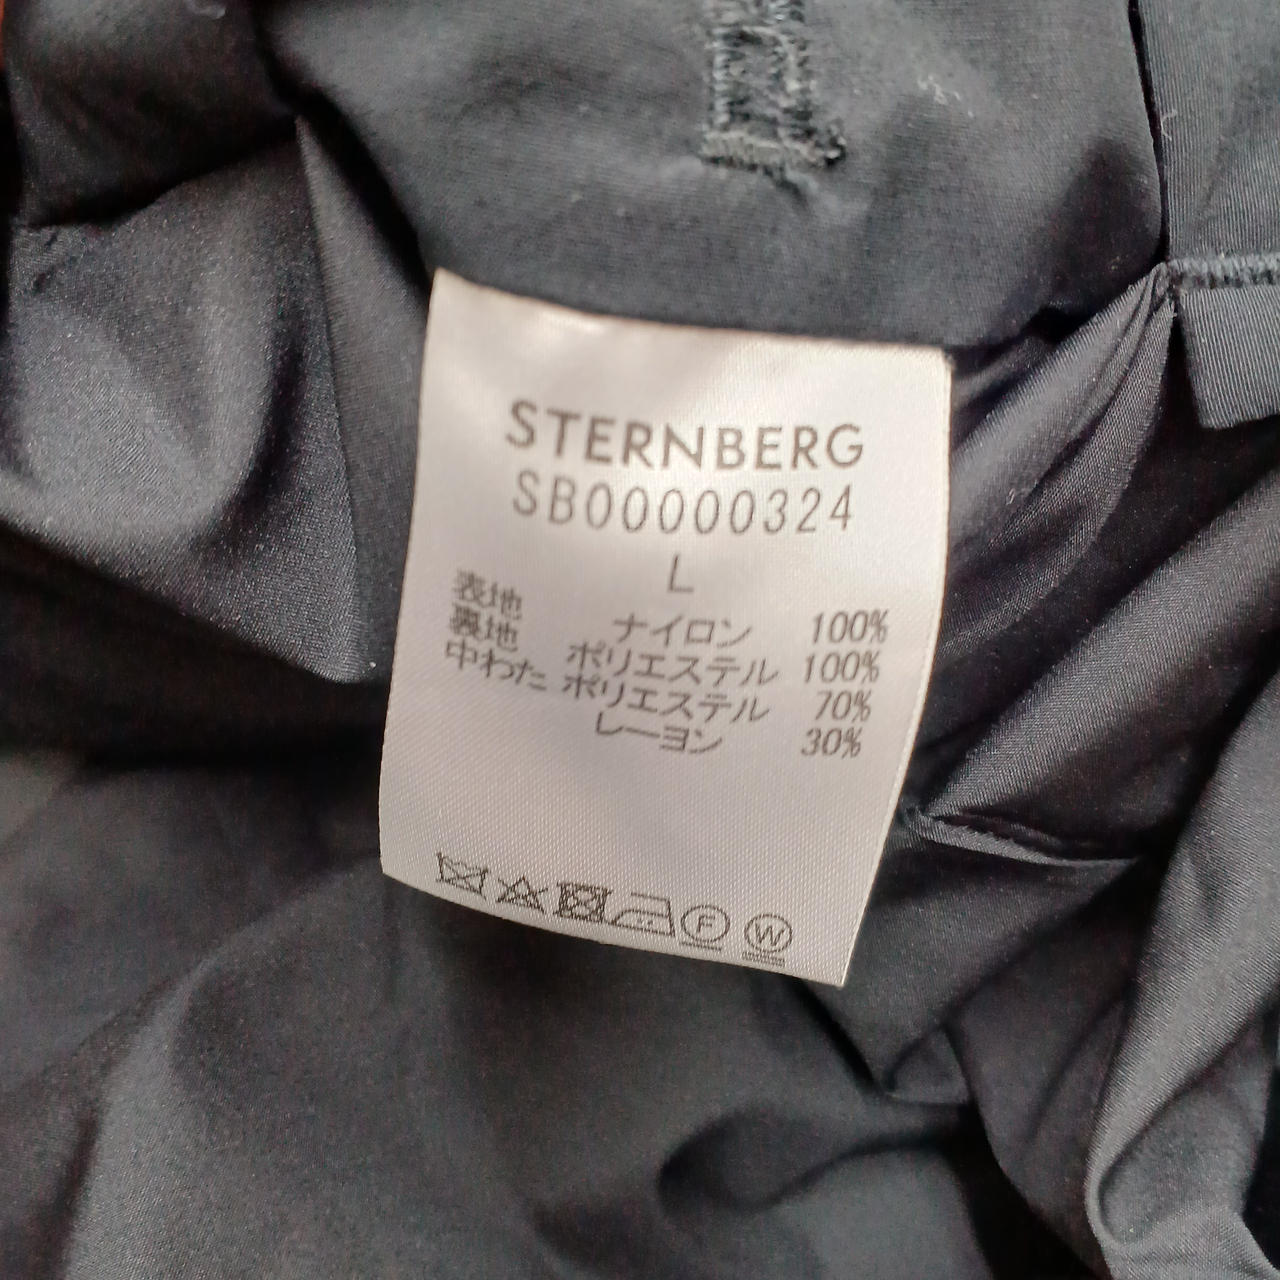 STERNBERG
SB00000324
L
表地 ナイロン 100%
裏地 ポリエステル 100%
中わた ポリエステル 70%
レーヨン 30%
F W